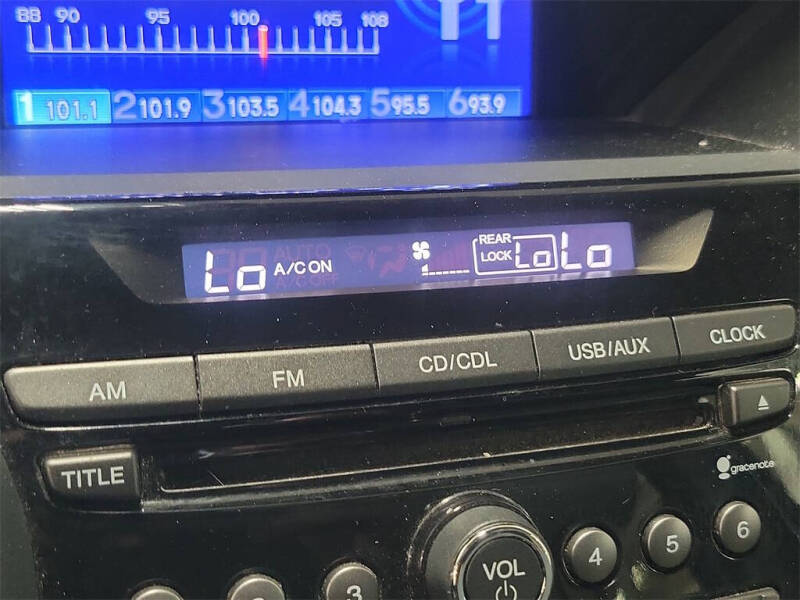 88 90 95 100 105 108
1 101.1 2 101.9 3 103.5 4 104.3 5 95.5 6 93.9
Lo AUTO A/C ON A/C OFF REAR LOCK Lo Lo
AM FM CD/CDL USB/AUX CLOCK
TITLE
gracenote
VOL
3 4 5 6